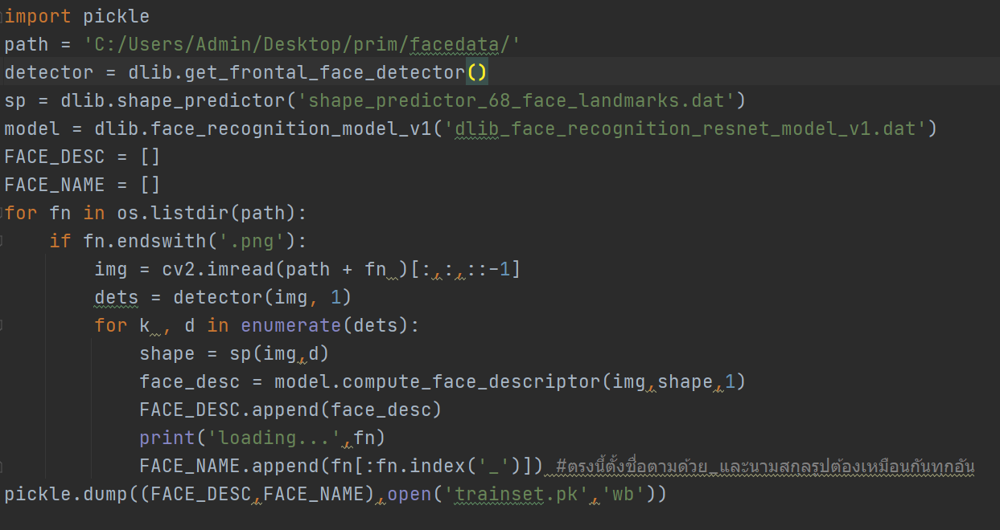 import pickle
path = 'C:/Users/Admin/Desktop/prim/facedata/'
detector = dlib.get_frontal_face_detector()
sp = dlib.shape_predictor('shape_predictor_68_face_landmarks.dat')
model = dlib.face_recognition_model_v1('dlib_face_recognition_resnet_model_v1.dat')
FACE_DESC = []
FACE_NAME = []
for fn in os.listdir(path):
    if fn.endswith('.png'):
        img = cv2.imread(path + fn )[:,:,::-1]
        dets = detector(img, 1)
        for k , d in enumerate(dets):
            shape = sp(img,d)
            face_desc = model.compute_face_descriptor(img,shape,1)
            FACE_DESC.append(face_desc)
            print('loading...',fn)
            FACE_NAME.append(fn[:fn.index('_')]) #ตรงนี้ตั้งชื่อตามด้วย_และนามสกุลรูปต้องเหมือนกันทุกอัน
pickle.dump((FACE_DESC,FACE_NAME),open('trainset.pk','wb'))